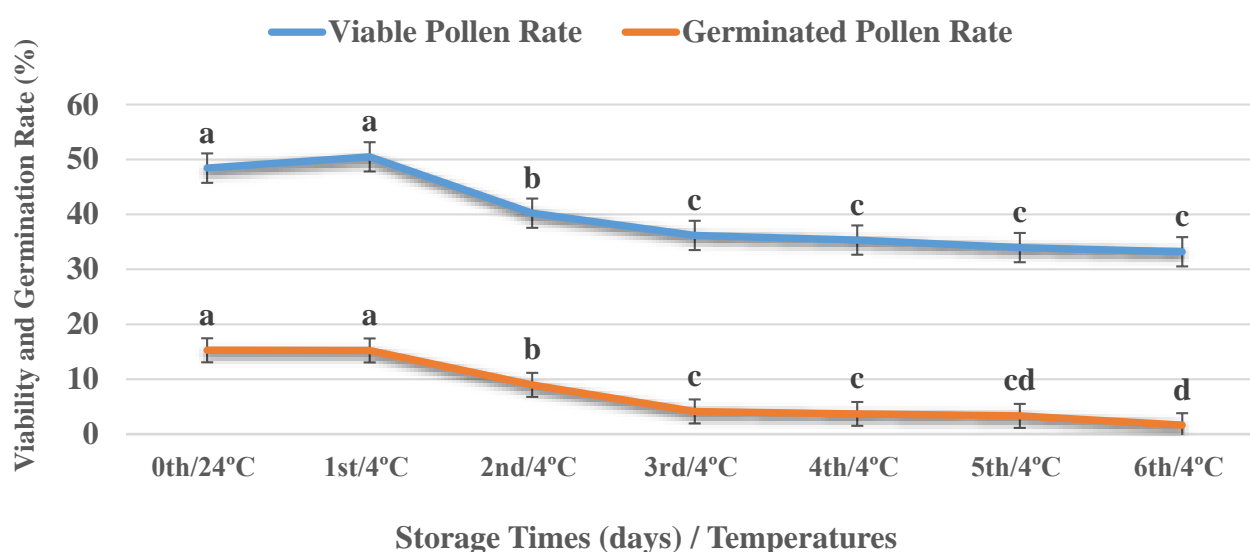 Viable Pollen Rate Germinated Pollen Rate
Viability and Germination Rate (%)
60
50
40
30
20
10
0
a a b c c c c
a a b c c cd d
0th/24ºC 1st/4ºC 2nd/4ºC 3rd/4ºC 4th/4ºC 5th/4ºC 6th/4ºC
Storage Times (days) / Temperatures